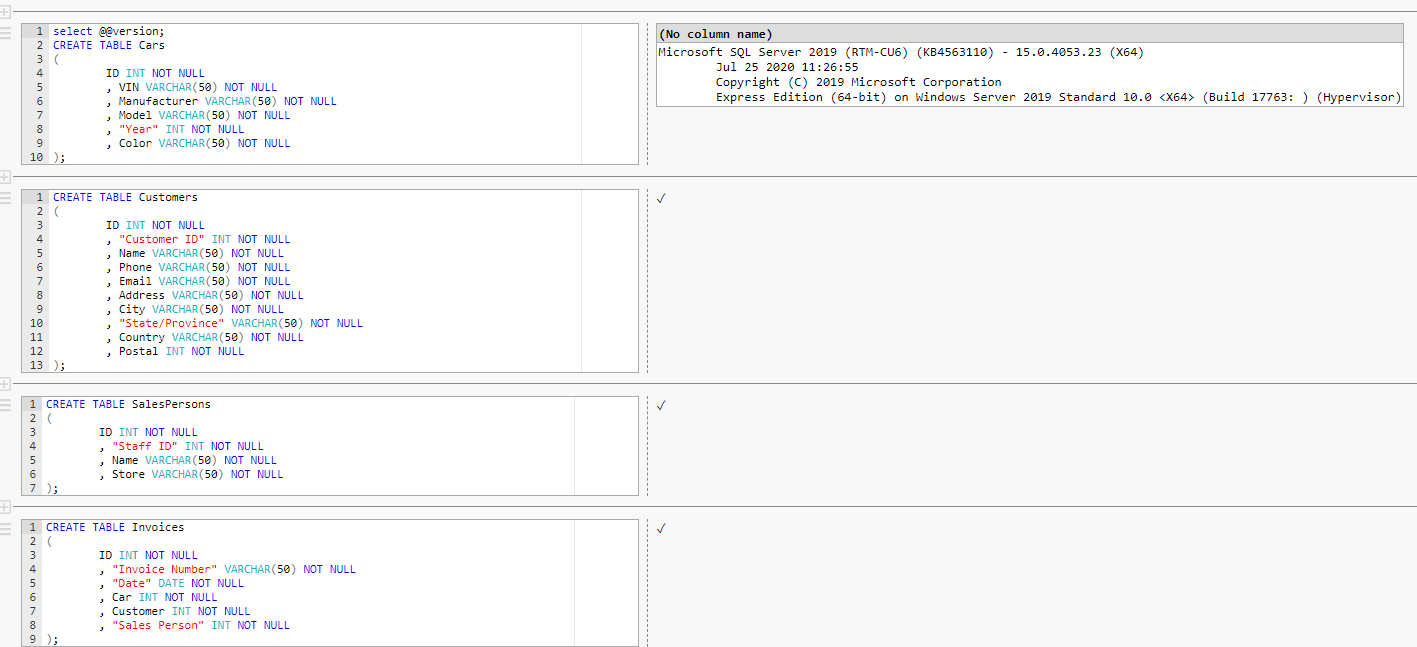 1 select @@version;
2 CREATE TABLE Cars
3 (
4 ID INT NOT NULL
5 , VIN VARCHAR(50) NOT NULL
6 , Manufacturer VARCHAR(50) NOT NULL
7 , Model VARCHAR(50) NOT NULL
8 , "Year" INT NOT NULL
9 , Color VARCHAR(50) NOT NULL
10 );
(No column name)
Microsoft SQL Server 2019 (RTM-CU6) (KB4563110) - 15.0.4053.23 (X64)
Jul 25 2020 11:26:55
Copyright (C) 2019 Microsoft Corporation
Express Edition (64-bit) on Windows Server 2019 Standard 10.0 <X64> (Build 17763: ) (Hypervisor)
1 CREATE TABLE Customers
2 (
3 ID INT NOT NULL
4 , "Customer ID" INT NOT NULL
5 , Name VARCHAR(50) NOT NULL
6 , Phone VARCHAR(50) NOT NULL
7 , Email VARCHAR(50) NOT NULL
8 , Address VARCHAR(50) NOT NULL
9 , City VARCHAR(50) NOT NULL
10 , "State/Province" VARCHAR(50) NOT NULL
11 , Country VARCHAR(50) NOT NULL
12 , Postal INT NOT NULL
13 );
✓
1 CREATE TABLE SalesPersons
2 (
3 ID INT NOT NULL
4 , "Staff ID" INT NOT NULL
5 , Name VARCHAR(50) NOT NULL
6 , Store VARCHAR(50) NOT NULL
7 );
✓
1 CREATE TABLE Invoices
2 (
3 ID INT NOT NULL
4 , "Invoice Number" VARCHAR(50) NOT NULL
5 , "Date" DATE NOT NULL
6 , Car INT NOT NULL
7 , Customer INT NOT NULL
8 , "Sales Person" INT NOT NULL
9 );
✓